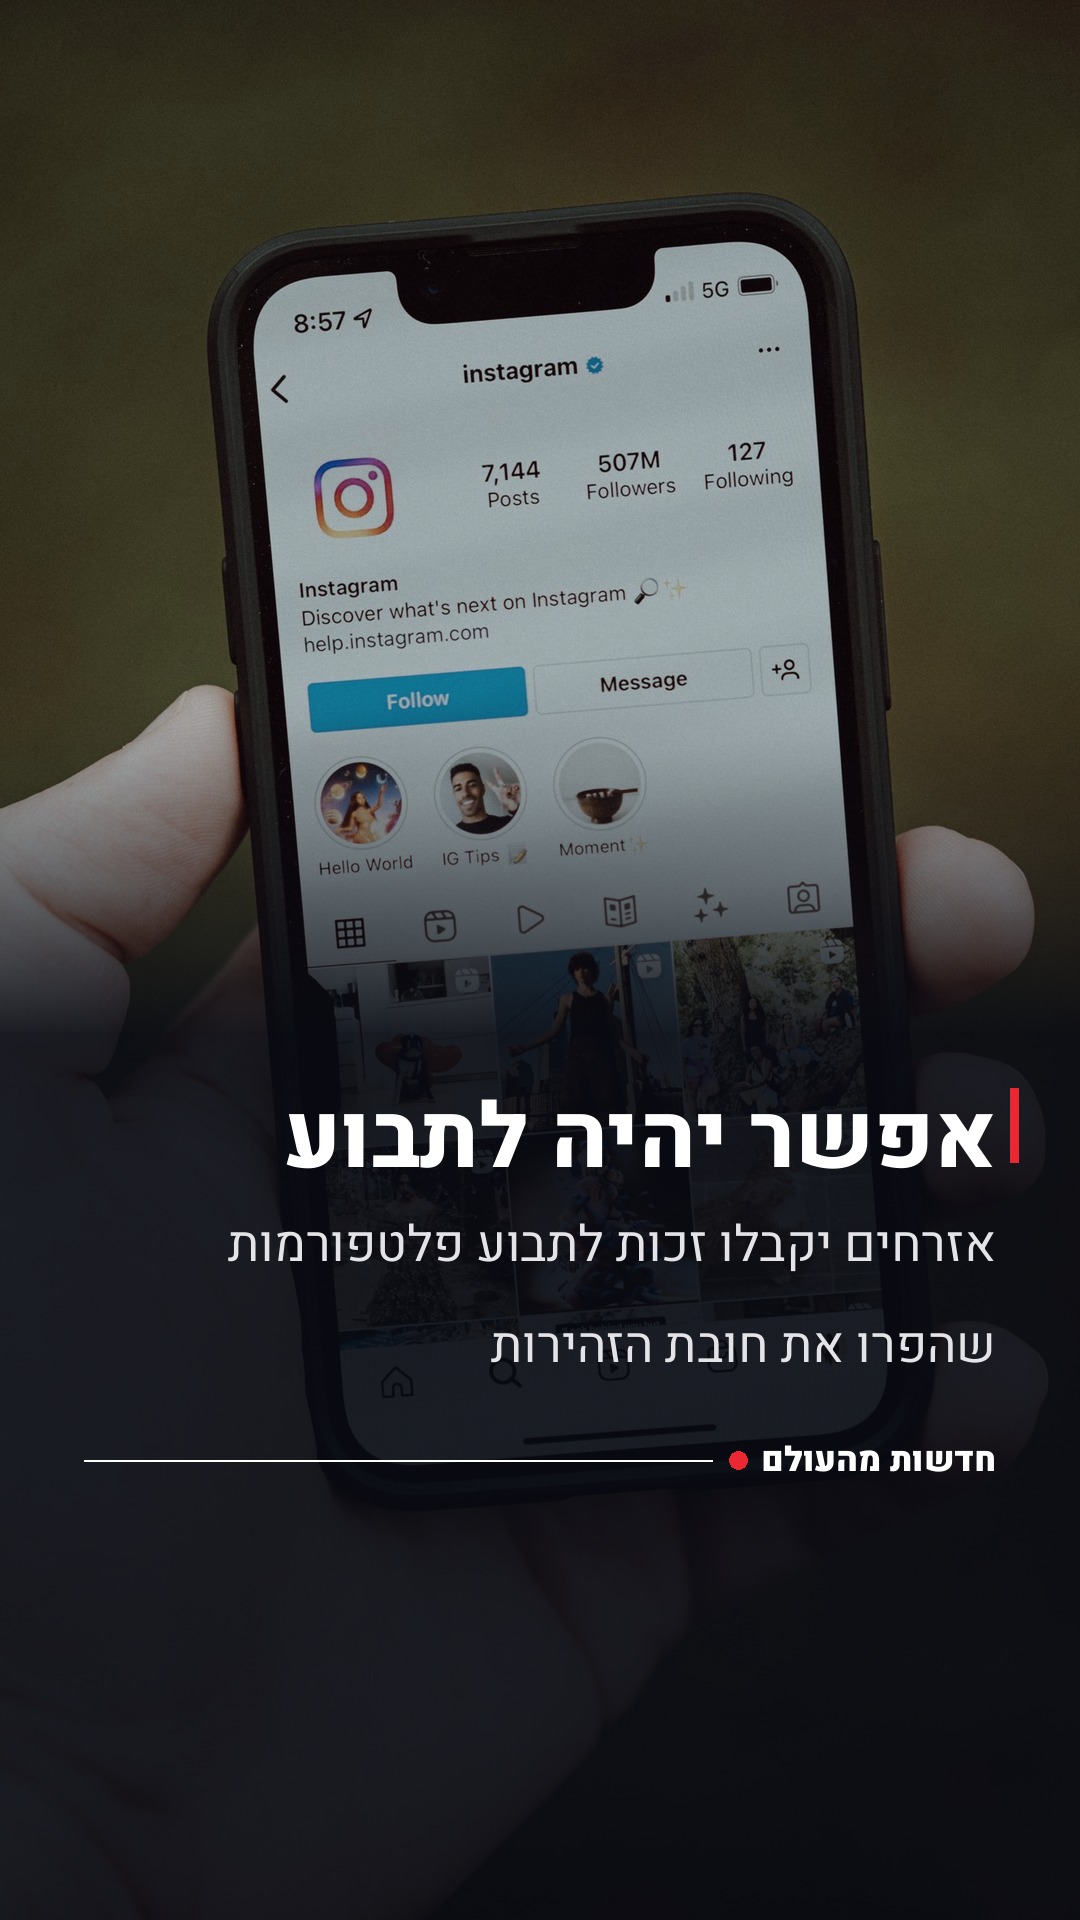 8:57
5G
instagram
7,144
507M
127
Posts
Followers
Following
Instagram
Discover what's next on Instagram 🔎✨
help.instagram.com
Follow
Message
Hello World
IG Tips 📝
Moment ✨
אפשר יהיה לתבוע
אזרחים יקבלו זכות לתבוע פלטפורמות
שהפרו את חובת הזהירות
חדשות מהעולם